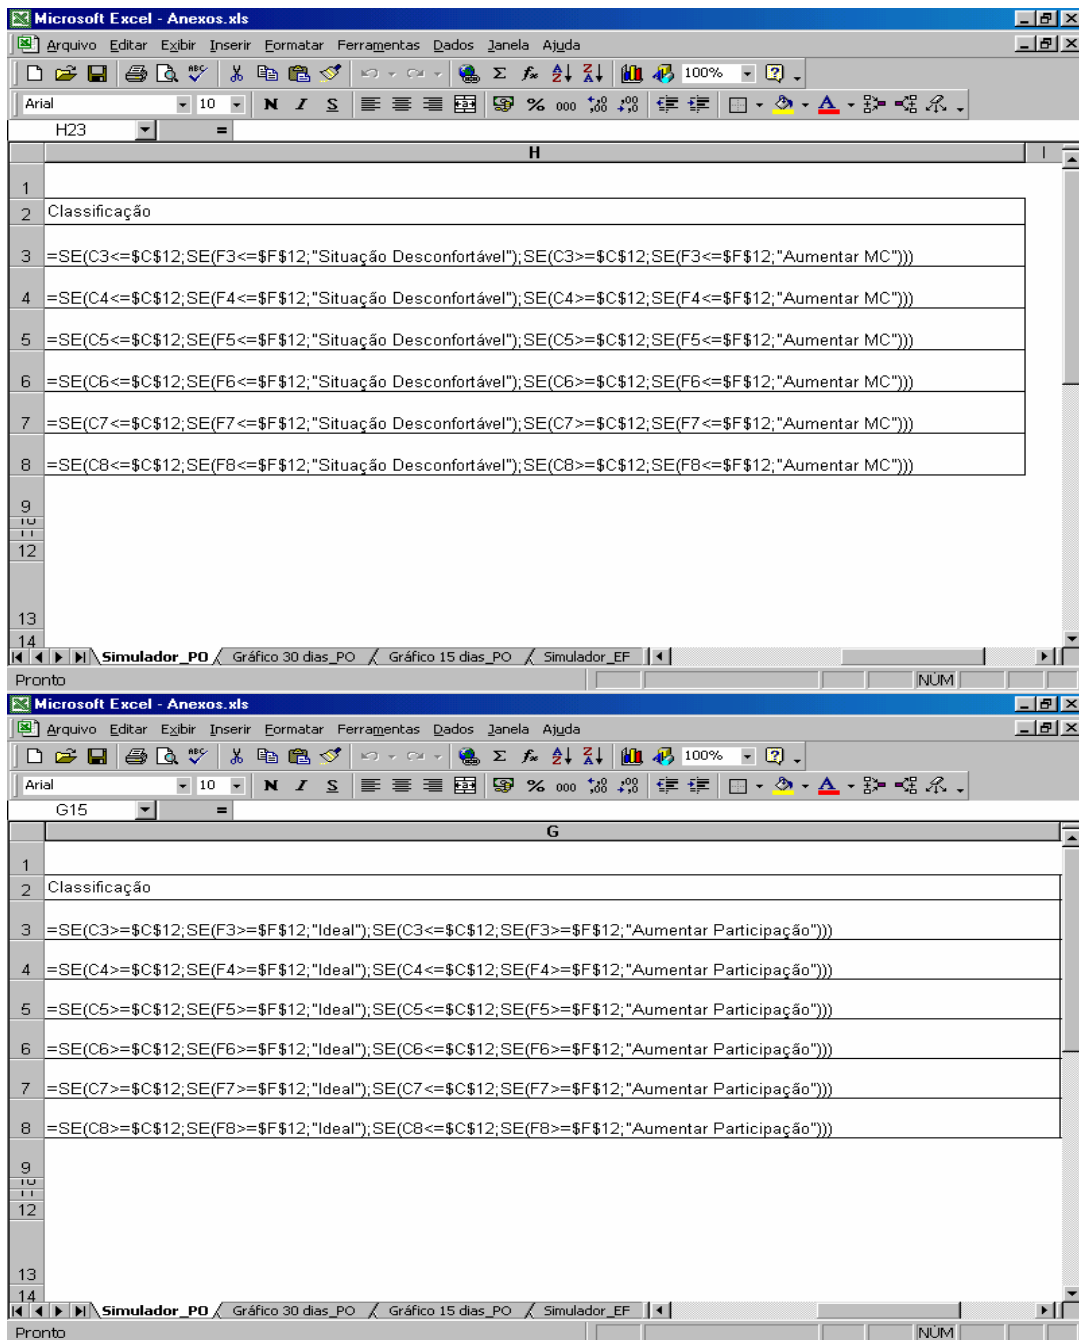 Microsoft Excel - Anexos.xls
Arquivo Editar Exibir Inserir Formatar Ferramentas Dados Janela Ajuda
100%
Arial 10 N I S % 000
H23 =
H I
1
2 Classificação
3 =SE(C3<=$C$12;SE(F3<=$F$12;"Situação Desconfortável");SE(C3>=$C$12;SE(F3<=$F$12;"Aumentar MC")))
4 =SE(C4<=$C$12;SE(F4<=$F$12;"Situação Desconfortável");SE(C4>=$C$12;SE(F4<=$F$12;"Aumentar MC")))
5 =SE(C5<=$C$12;SE(F5<=$F$12;"Situação Desconfortável");SE(C5>=$C$12;SE(F5<=$F$12;"Aumentar MC")))
6 =SE(C6<=$C$12;SE(F6<=$F$12;"Situação Desconfortável");SE(C6>=$C$12;SE(F6<=$F$12;"Aumentar MC")))
7 =SE(C7<=$C$12;SE(F7<=$F$12;"Situação Desconfortável");SE(C7>=$C$12;SE(F7<=$F$12;"Aumentar MC")))
8 =SE(C8<=$C$12;SE(F8<=$F$12;"Situação Desconfortável");SE(C8>=$C$12;SE(F8<=$F$12;"Aumentar MC")))
9
10
11
12
13
14
Simulador_PO Gráfico 30 dias_PO Gráfico 15 dias_PO Simulador_EF
Pronto NÚM
Microsoft Excel - Anexos.xls
Arquivo Editar Exibir Inserir Formatar Ferramentas Dados Janela Ajuda
100%
Arial 10 N I S % 000
G15 =
G
1
2 Classificação
3 =SE(C3>=$C$12;SE(F3>=$F$12;"Ideal");SE(C3<=$C$12;SE(F3>=$F$12;"Aumentar Participação")))
4 =SE(C4>=$C$12;SE(F4>=$F$12;"Ideal");SE(C4<=$C$12;SE(F4>=$F$12;"Aumentar Participação")))
5 =SE(C5>=$C$12;SE(F5>=$F$12;"Ideal");SE(C5<=$C$12;SE(F5>=$F$12;"Aumentar Participação")))
6 =SE(C6>=$C$12;SE(F6>=$F$12;"Ideal");SE(C6<=$C$12;SE(F6>=$F$12;"Aumentar Participação")))
7 =SE(C7>=$C$12;SE(F7>=$F$12;"Ideal");SE(C7<=$C$12;SE(F7>=$F$12;"Aumentar Participação")))
8 =SE(C8>=$C$12;SE(F8>=$F$12;"Ideal");SE(C8<=$C$12;SE(F8>=$F$12;"Aumentar Participação")))
9
10
11
12
13
14
Simulador_PO Gráfico 30 dias_PO Gráfico 15 dias_PO Simulador_EF
Pronto NÚM